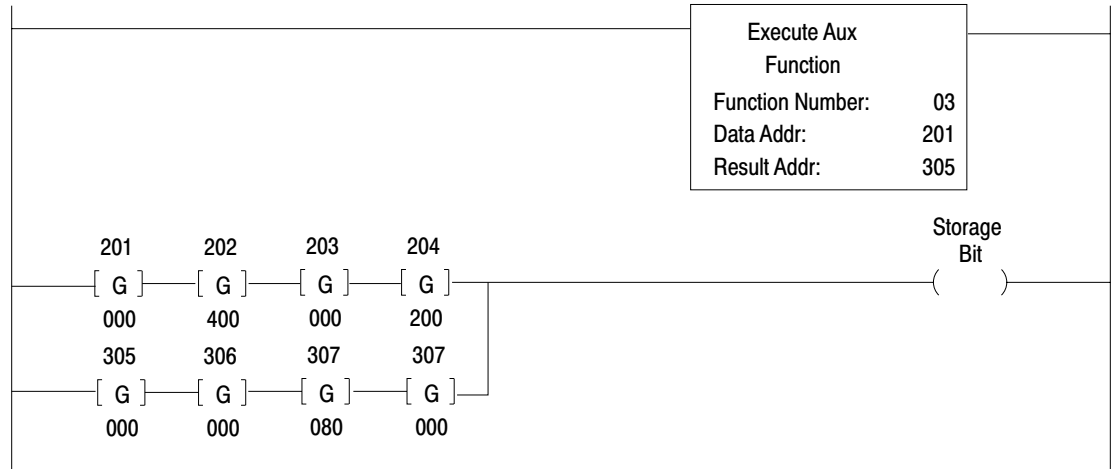 Execute Aux
Function
Function Number: 03
Data Addr: 201
Result Addr: 305
Storage
Bit
201 202 203 204
[ G ] [ G ] [ G ] [ G ] ( )
000 400 000 200
305 306 307 307
[ G ] [ G ] [ G ] [ G ]
000 000 080 000